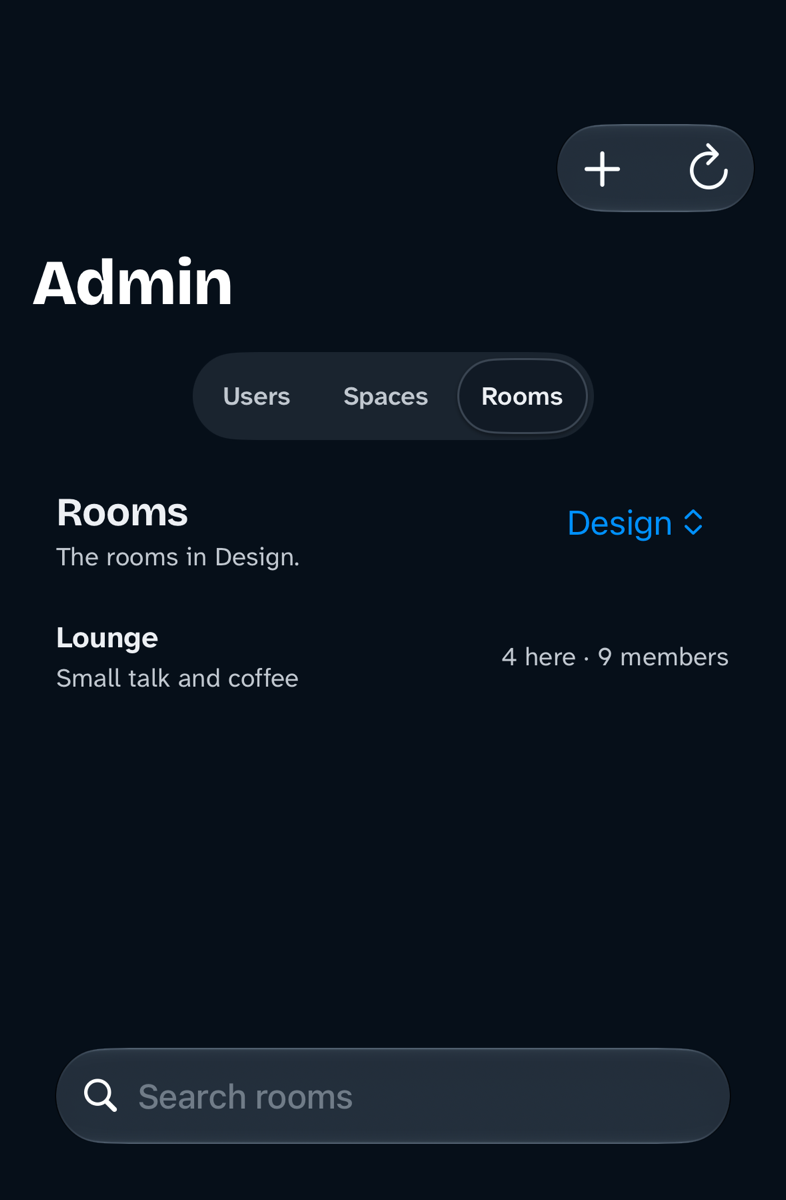 Admin
Users Spaces Rooms
Rooms
Design
The rooms in Design.
Lounge
Small talk and coffee
4 here · 9 members
Search rooms